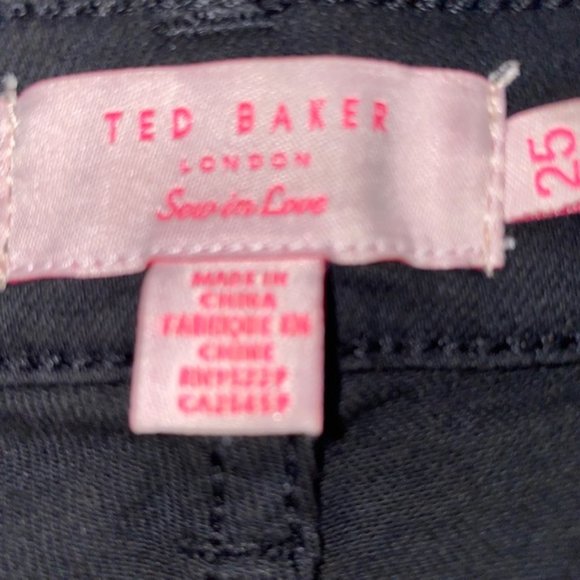 TED BAKER
LONDON
Sew in Love
25
MADE IN
CHINA
FABRIQUE EN
CHINE